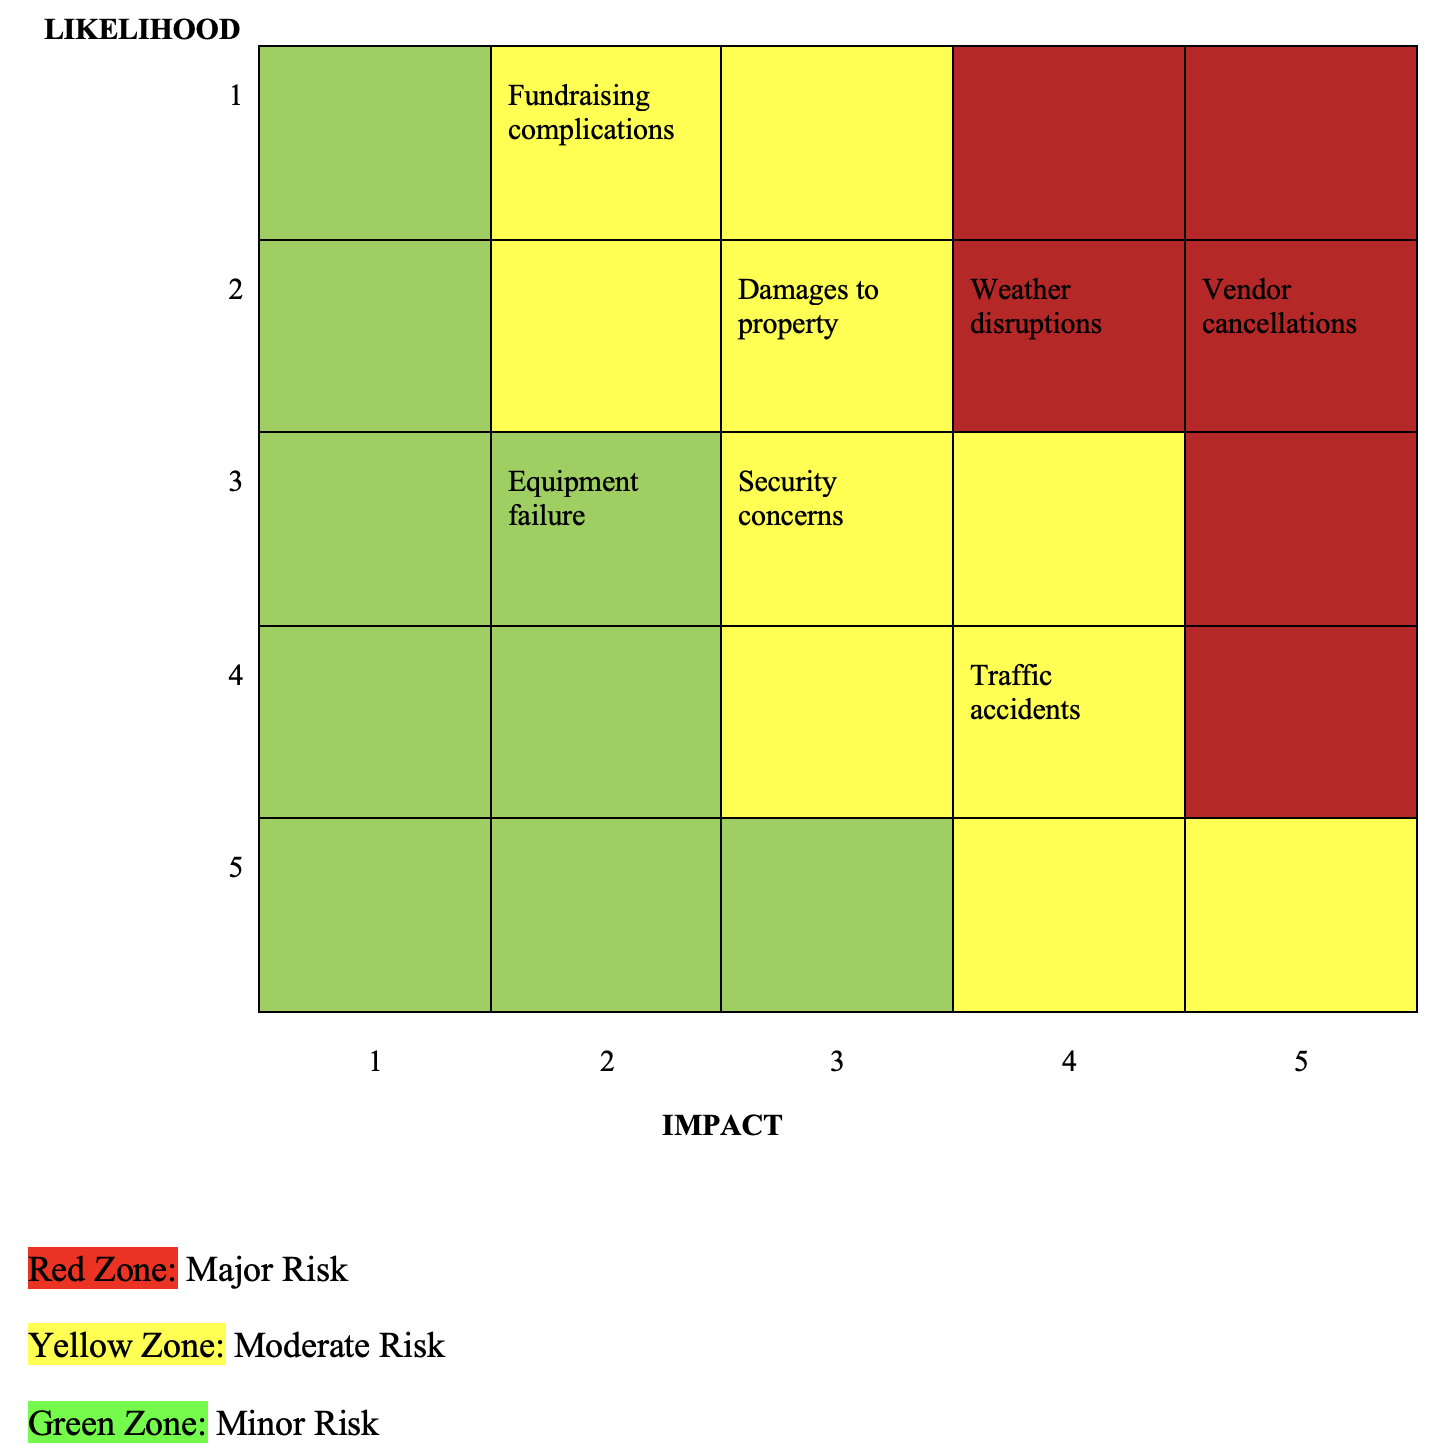 LIKELIHOOD
1
Fundraising
complications
2
Damages to
property
Weather
disruptions
Vendor
cancellations
3
Equipment
failure
Security
concerns
4
Traffic
accidents
5
1 2 3 4 5
IMPACT
Red Zone: Major Risk
Yellow Zone: Moderate Risk
Green Zone: Minor Risk